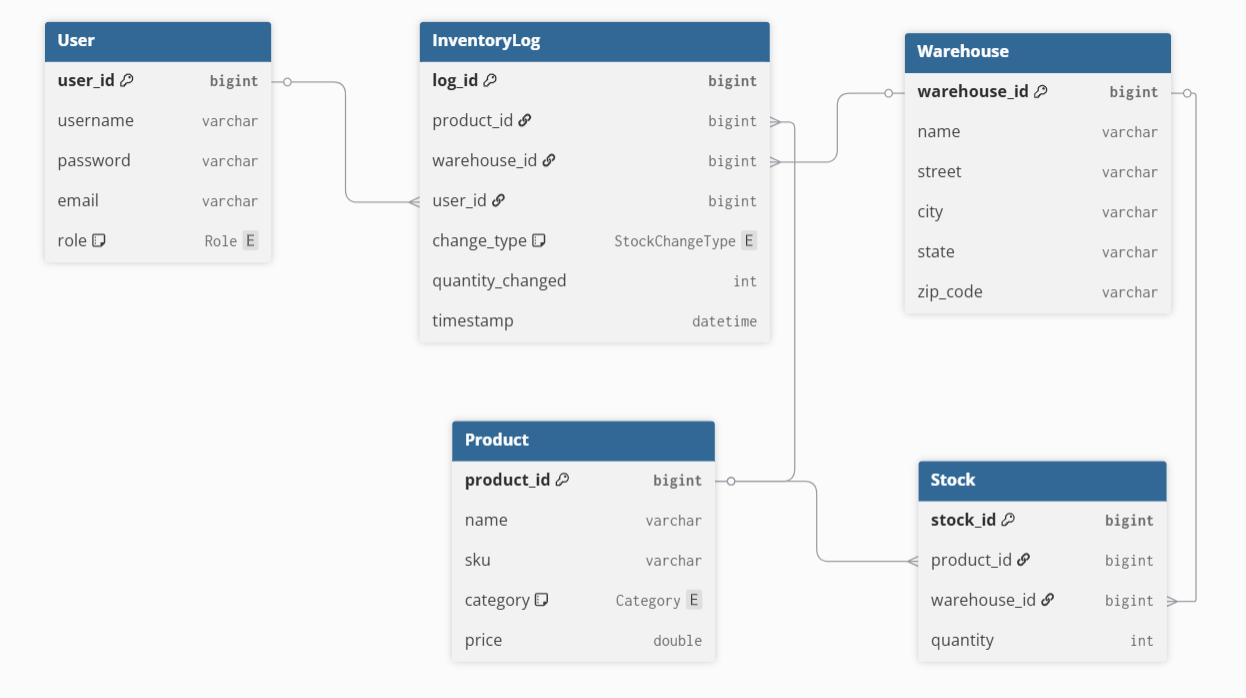 User
user_id bigint
username varchar
password varchar
email varchar
role Role E
InventoryLog
log_id bigint
product_id bigint
warehouse_id bigint
user_id bigint
change_type StockChangeType E
quantity_changed int
timestamp datetime
Warehouse
warehouse_id bigint
name varchar
street varchar
city varchar
state varchar
zip_code varchar
Product
product_id bigint
name varchar
sku varchar
category Category E
price double
Stock
stock_id bigint
product_id bigint
warehouse_id bigint
quantity int